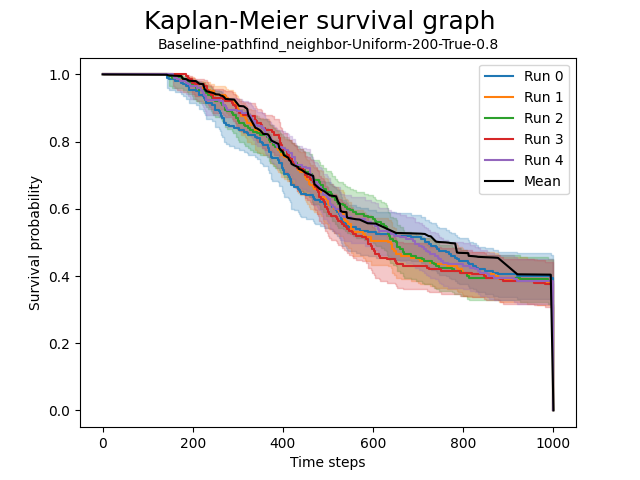 Kaplan-Meier survival graph
Baseline-pathfind_neighbor-Uniform-200-True-0.8
Survival probability
1.0
0.8
0.6
0.4
0.2
0.0
0 200 400 600 800 1000
Time steps
Run 0
Run 1
Run 2
Run 3
Run 4
Mean